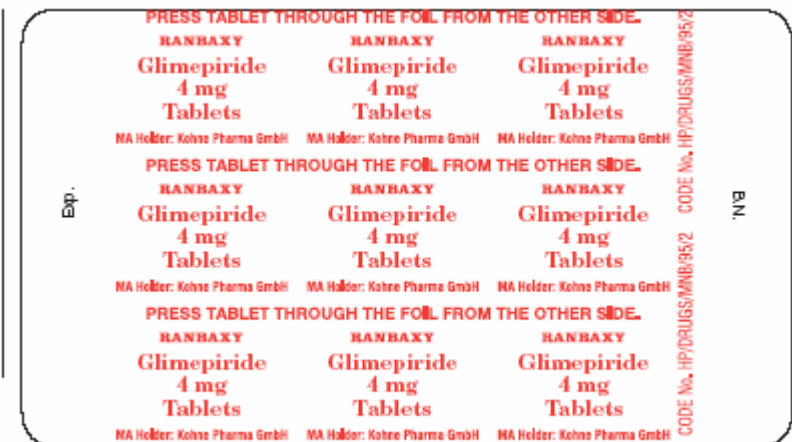 PRESS TABLET THROUGH THE FOIL FROM THE OTHER SIDE.
RANBAXY RANBAXY RANBAXY
Glimepiride Glimepiride Glimepiride
4 mg 4 mg 4 mg
Tablets Tablets Tablets
MA Holder: Kohne Pharma GmbH MA Holder: Kohne Pharma GmbH MA Holder: Kohne Pharma GmbH
PRESS TABLET THROUGH THE FOIL FROM THE OTHER SIDE.
RANBAXY RANBAXY RANBAXY
Glimepiride Glimepiride Glimepiride
4 mg 4 mg 4 mg
Tablets Tablets Tablets
MA Holder: Kohne Pharma GmbH MA Holder: Kohne Pharma GmbH MA Holder: Kohne Pharma GmbH
PRESS TABLET THROUGH THE FOIL FROM THE OTHER SIDE.
RANBAXY RANBAXY RANBAXY
Glimepiride Glimepiride Glimepiride
4 mg 4 mg 4 mg
Tablets Tablets Tablets
MA Holder: Kohne Pharma GmbH MA Holder: Kohne Pharma GmbH MA Holder: Kohne Pharma GmbH
Exp.
CODE No. HP/DRUGS/MNB/95/2
CODE No. HP/DRUGS/MNB/95/2
B.N.